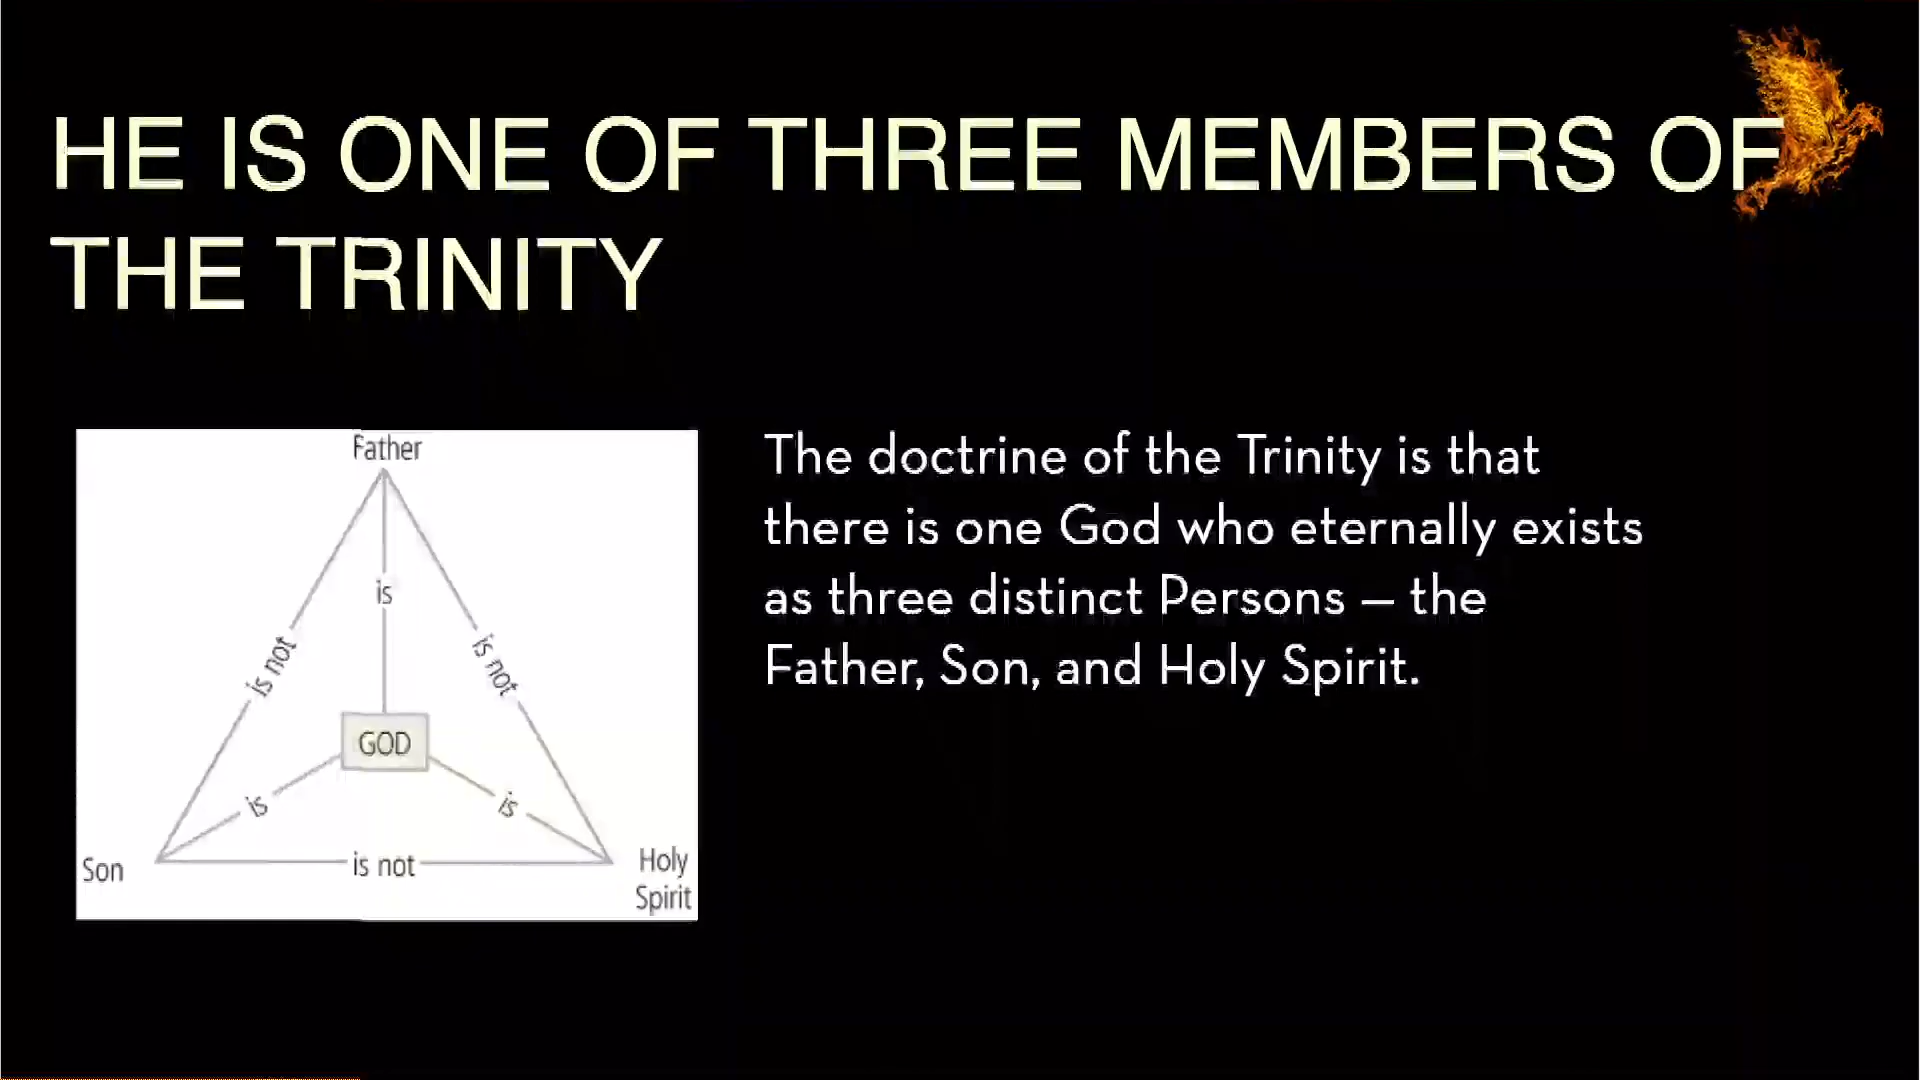 HE IS ONE OF THREE MEMBERS OF
THE TRINITY
Father
is
is not
is not
GOD
is
is
Son
is not
Holy
Spirit
The doctrine of the Trinity is that
there is one God who eternally exists
as three distinct Persons – the
Father, Son, and Holy Spirit.